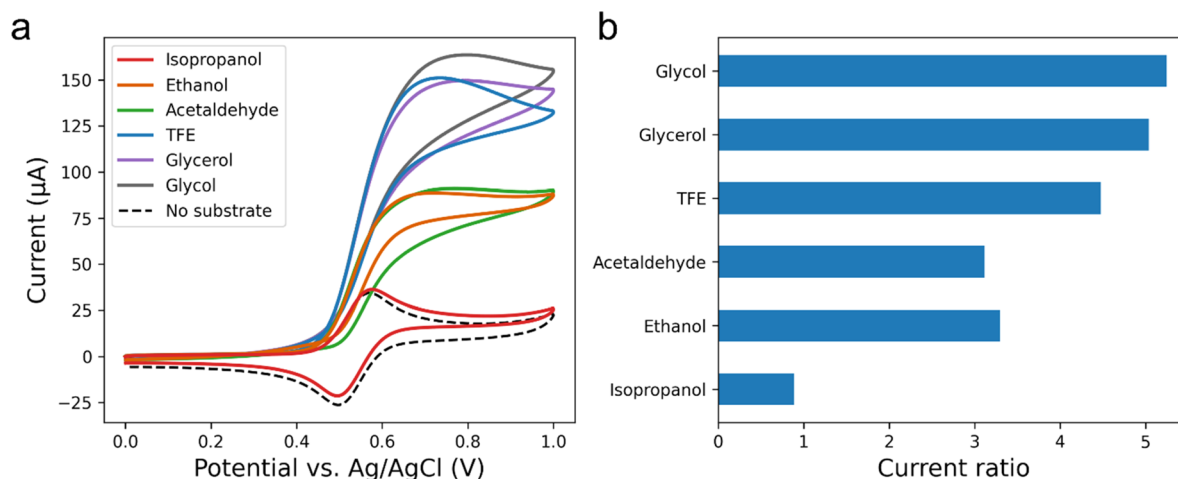 a
Isopropanol
Ethanol
Acetaldehyde
TFE
Glycerol
Glycol
No substrate
150
125
100
75
50
25
0
−25
Current (μA)
0.0 0.2 0.4 0.6 0.8 1.0
Potential vs. Ag/AgCl (V)
b
Glycol
Glycerol
TFE
Acetaldehyde
Ethanol
Isopropanol
0 1 2 3 4 5
Current ratio